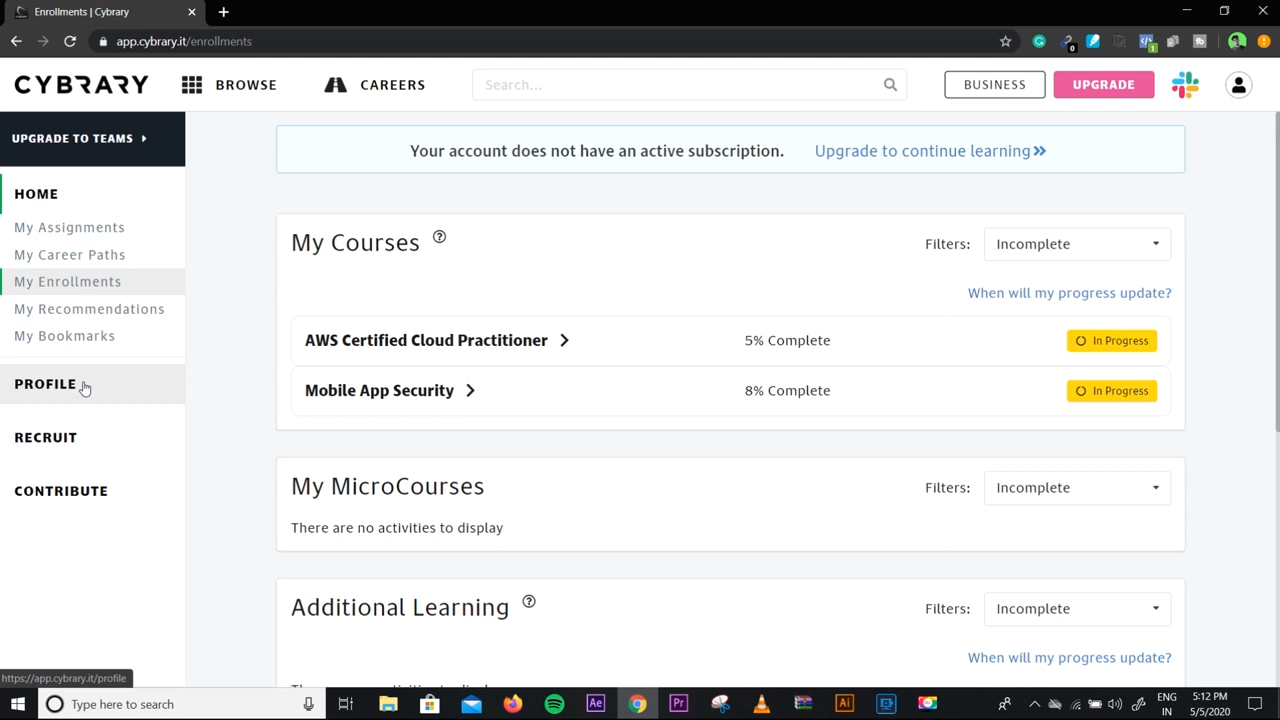 Enrollments | Cybrary
app.cybrary.it/enrollments
0
1
CYBRARY
BROWSE
CAREERS
Search...
BUSINESS
UPGRADE
UPGRADE TO TEAMS
Your account does not have an active subscription. Upgrade to continue learning
HOME
My Assignments
My Career Paths
My Enrollments
My Recommendations
My Bookmarks
PROFILE
RECRUIT
CONTRIBUTE
My Courses ?
Filters: Incomplete
When will my progress update?
AWS Certified Cloud Practitioner 5% Complete In Progress
Mobile App Security 8% Complete In Progress
My MicroCourses
Filters: Incomplete
There are no activities to display
Additional Learning ?
Filters: Incomplete
When will my progress update?
https://app.cybrary.it/profile
Type here to search
Ae
Pr
Ai
ENG
IN
5:12 PM
5/5/2020